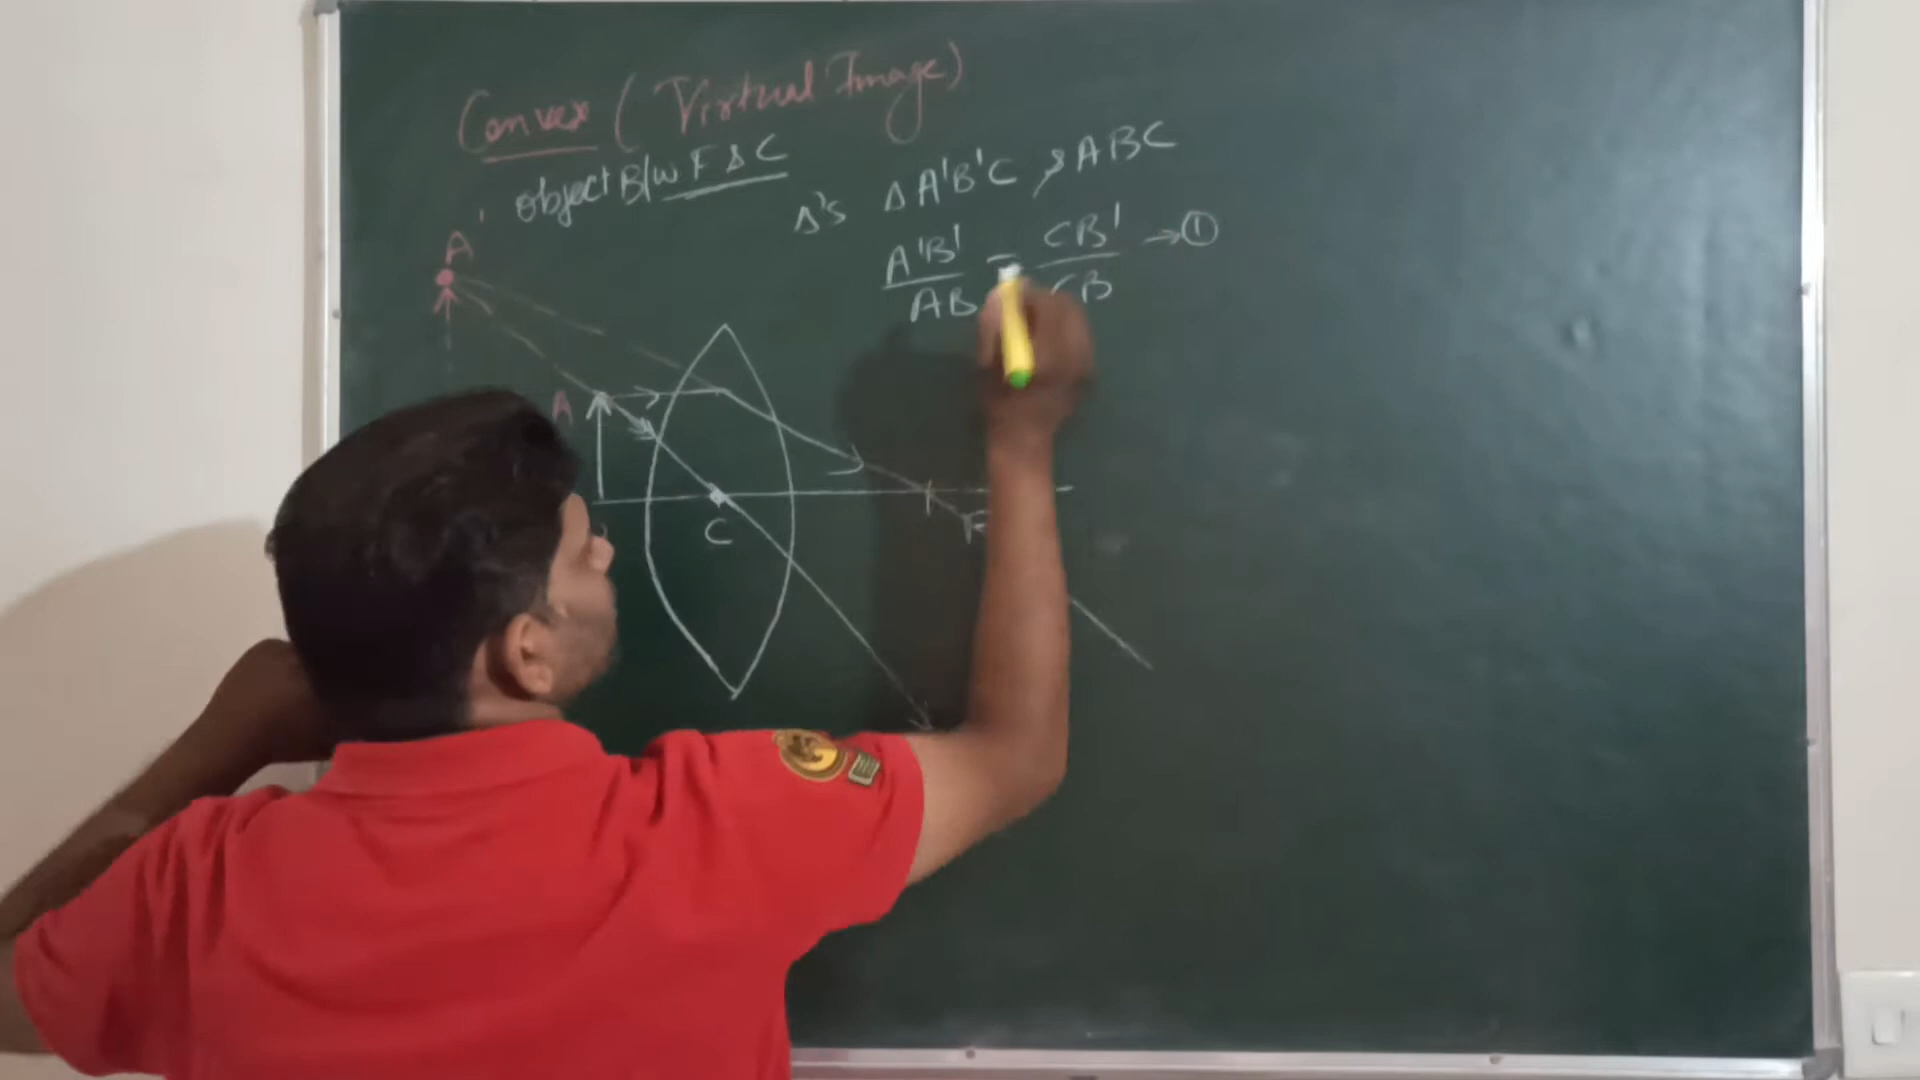 Convex (Virtual Image)
object B/w F & C
Δ's Δ A'B'C & ABC
A'B' / AB = CB' / CB → ①
A'
A
C
F